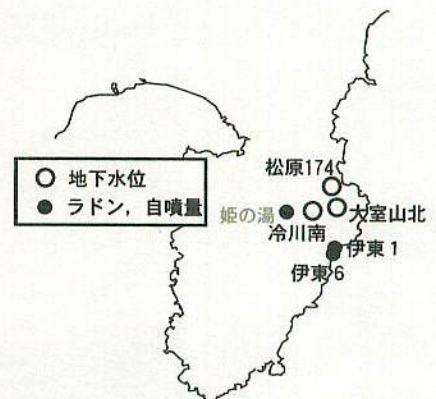 松原174
○ 地下水位
● ラドン, 自噴量
姫の湯
大室山北
冷川南
伊東1
伊東6